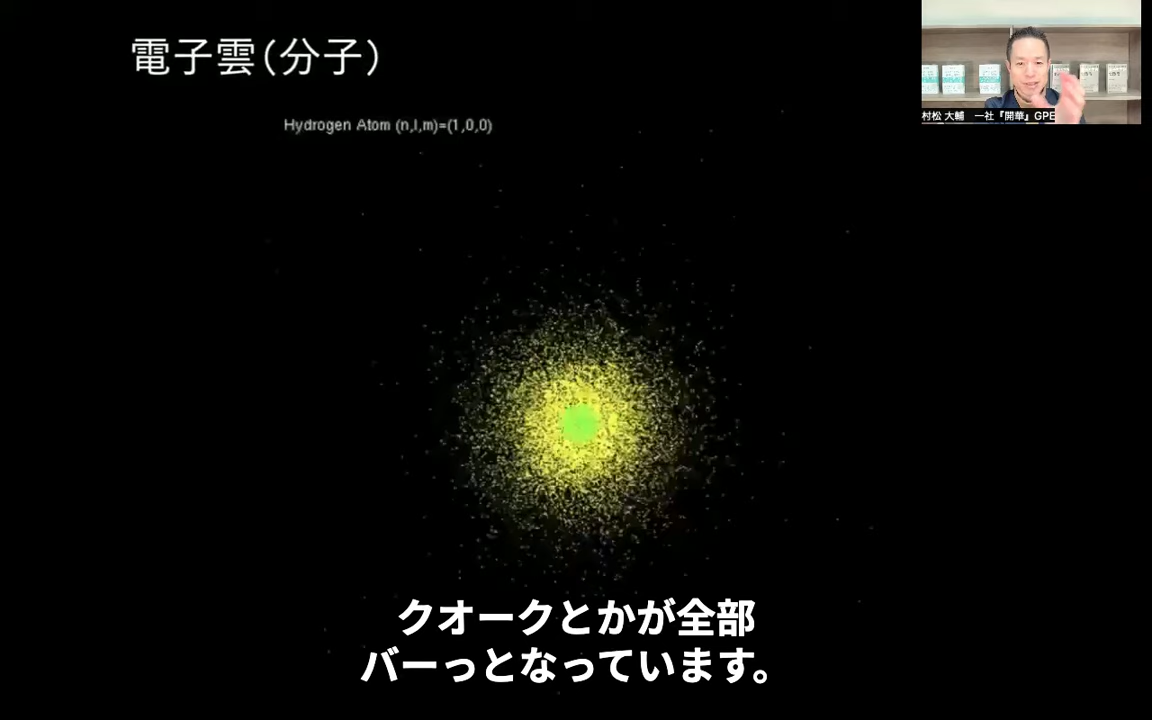 電子雲(分子)
Hydrogen Atom (n,l,m)=(1,0,0)
村松 大輔 一社『開華』GPE
クオークとかが全部
バーっとなっています。